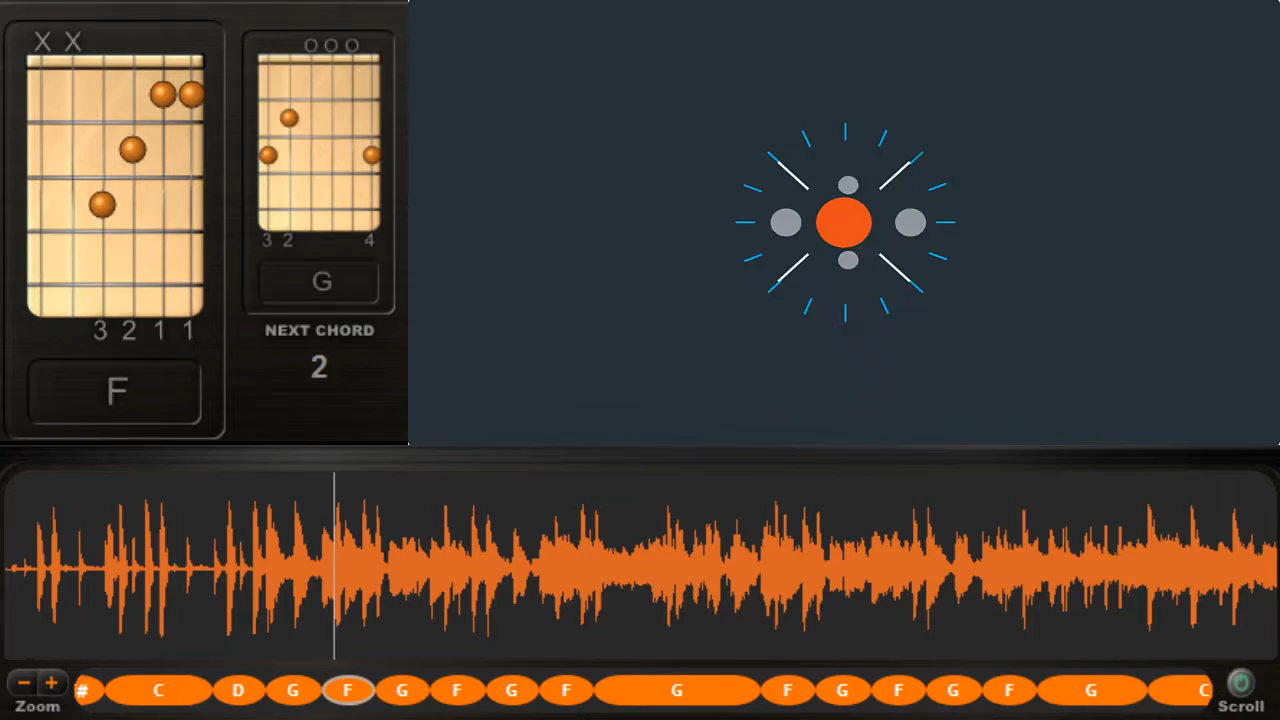 X X
O O O
3 2 1 1
3 2 4
F
G
NEXT CHORD
2
− +
Zoom
# C D G F G F G F G F G F G F G C
Scroll